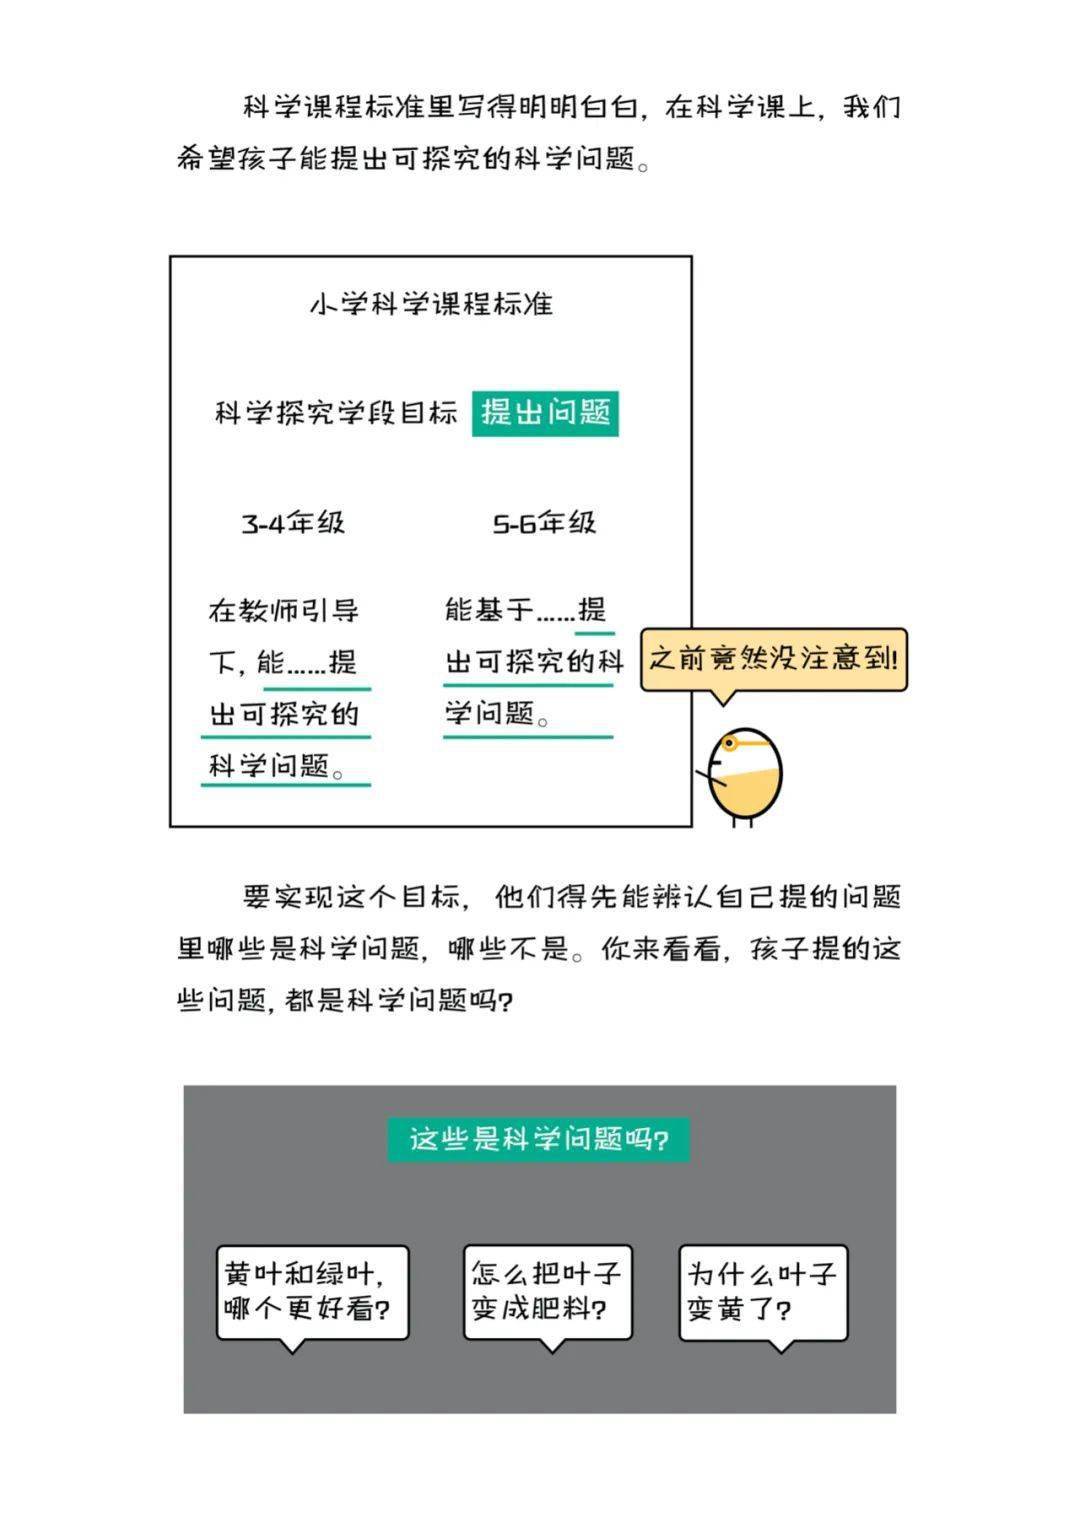 科学课程标准里写得明明白白，在科学课上，我们
希望孩子能提出可探究的科学问题。
小学科学课程标准
科学探究学段目标 提出问题
3-4年级
在教师引导
下，能……提
出可探究的
科学问题。
5-6年级
能基于……提
出可探究的科
学问题。
之前竟然没注意到!
要实现这个目标，他们得先能辨认自己提的问题
里哪些是科学问题，哪些不是。你来看看，孩子提的这
些问题，都是科学问题吗?
这些是科学问题吗?
黄叶和绿叶，
哪个更好看?
怎么把叶子
变成肥料?
为什么叶子
变黄了?